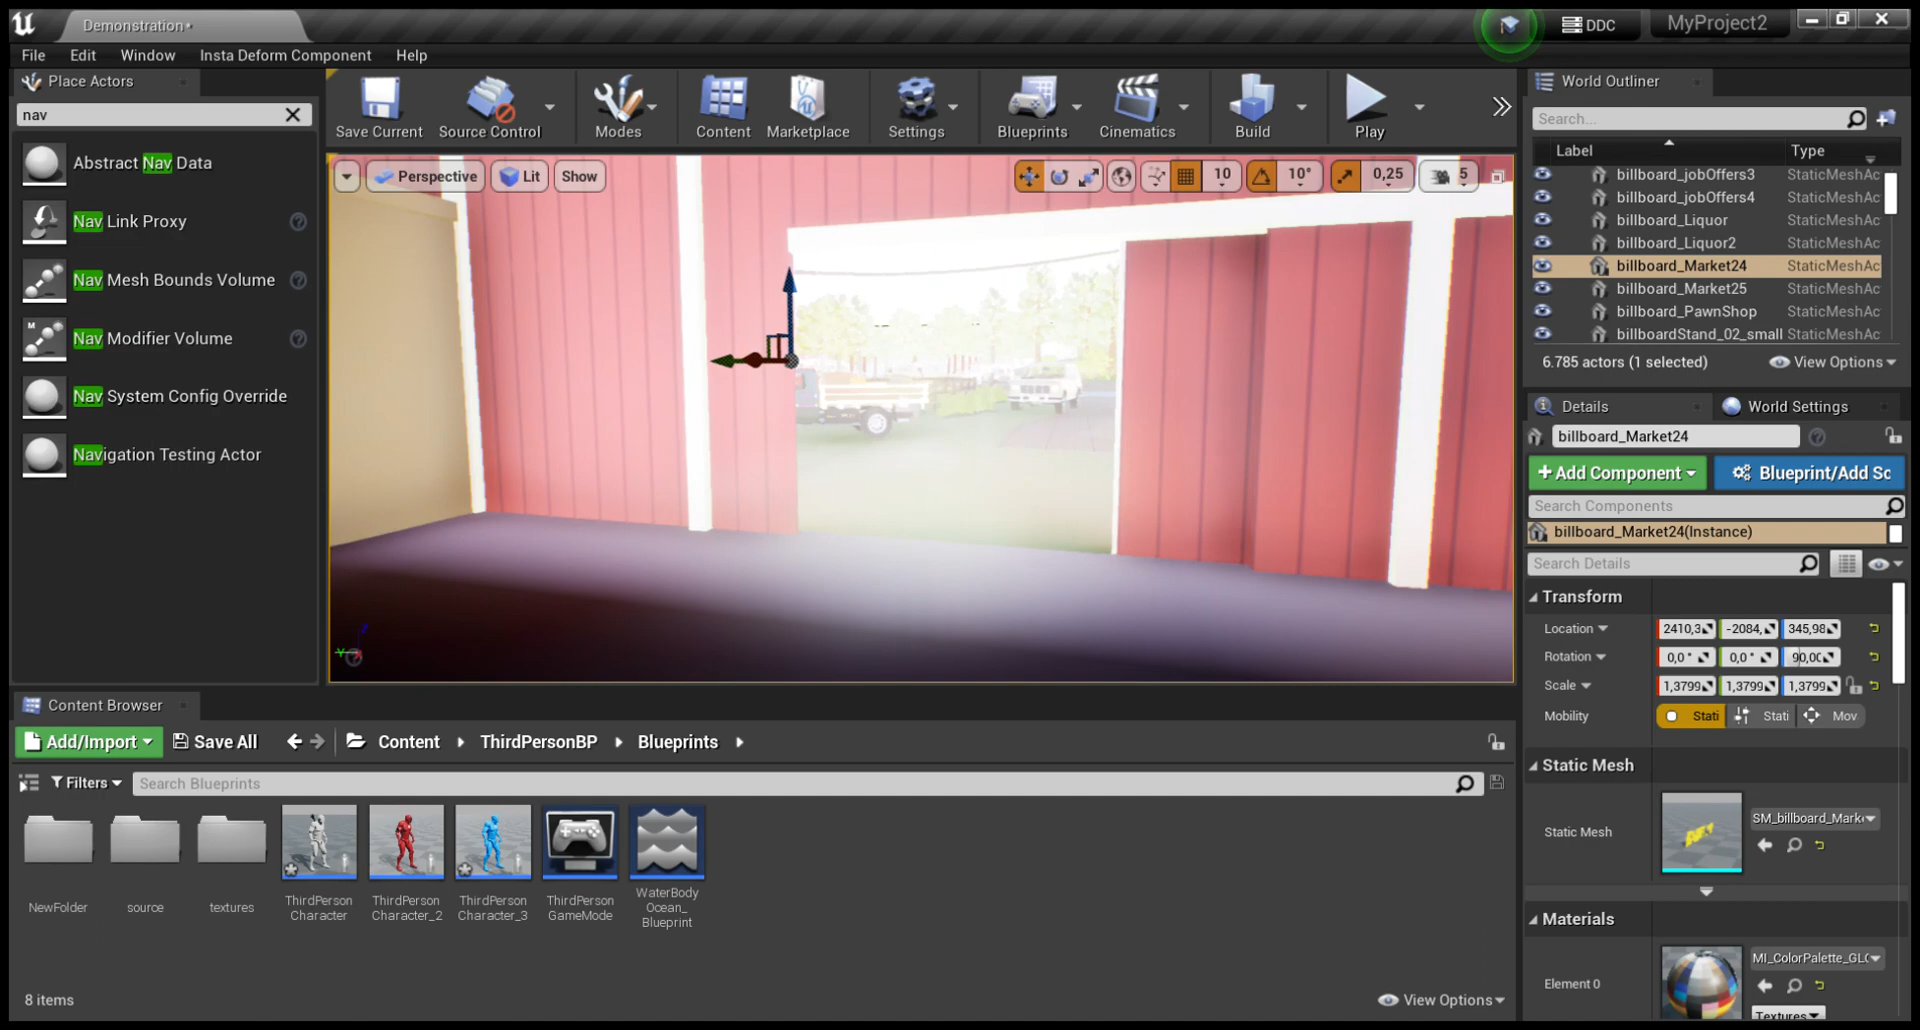 Demonstration•
DDC
MyProject2
File Edit Window Insta Deform Component Help
Place Actors
nav
Abstract Nav Data
Nav Link Proxy
Nav Mesh Bounds Volume
M
Nav Modifier Volume
Nav System Config Override
Navigation Testing Actor
Save Current Source Control Modes Content Marketplace Settings Blueprints Cinematics Build Play
Perspective Lit Show
10 10° 0,25 5
World Outliner
Search...
Label Type
billboard_jobOffers3 StaticMeshAc
billboard_jobOffers4 StaticMeshAc
billboard_Liquor StaticMeshAc
billboard_Liquor2 StaticMeshAc
billboard_Market24 StaticMeshAc
billboard_Market25 StaticMeshAc
billboard_PawnShop StaticMeshAc
billboardStand_02_small StaticMeshAc
6.785 actors (1 selected) View Options
Details World Settings
billboard_Market24
+Add Component Blueprint/Add Sc
Search Components
billboard_Market24(Instance)
Search Details
Transform
Location 2410,3 -2084, 345,98
Rotation 0,0 ° 0,0 ° 90,00
Scale 1,3799 1,3799 1,3799
Mobility Stati Stati Mov
Static Mesh
Static Mesh SM_billboard_Marke
Materials
Element 0 MI_ColorPalette_GLO
Textures
Content Browser
Add/Import Save All Content ThirdPersonBP Blueprints
Filters Search Blueprints
NewFolder
source
textures
ThirdPerson
Character
ThirdPerson
Character_2
ThirdPerson
Character_3
ThirdPerson
GameMode
WaterBody
Ocean_
Blueprint
8 items View Options